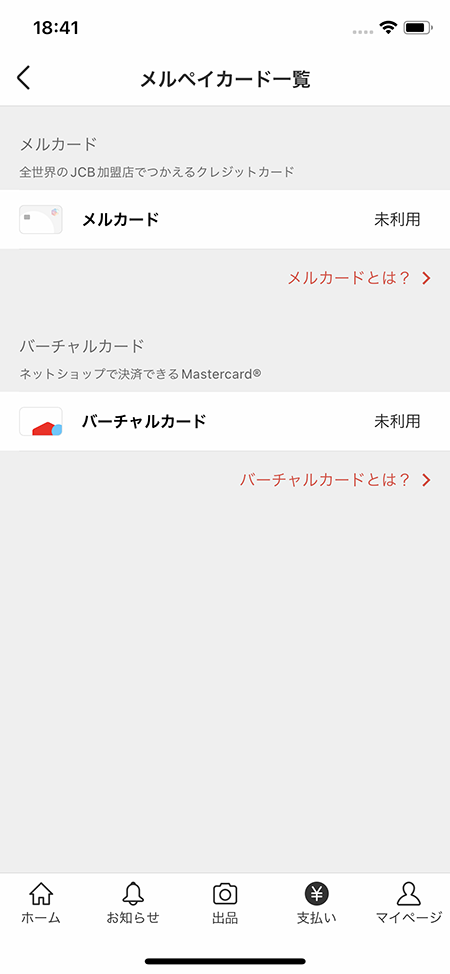 18:41
メルペイカード一覧
メルカード
全世界のJCB加盟店でつかえるクレジットカード
メルカード 未利用
メルカードとは？
バーチャルカード
ネットショップで決済できるMastercard®
バーチャルカード 未利用
バーチャルカードとは？
ホーム お知らせ 出品 支払い マイページ